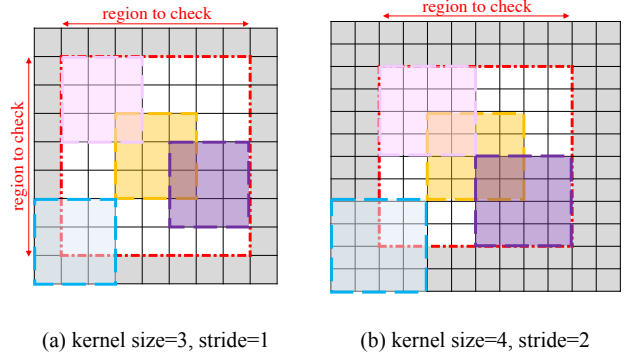 region to check
region to check
region to check
(a) kernel size=3, stride=1
(b) kernel size=4, stride=2